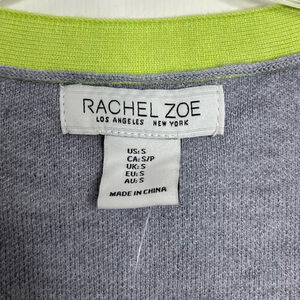 RACHEL ZOE
LOS ANGELES NEW YORK
US: S
CA: S/P
UK: S
EU: S
AU: S
MADE IN CHINA